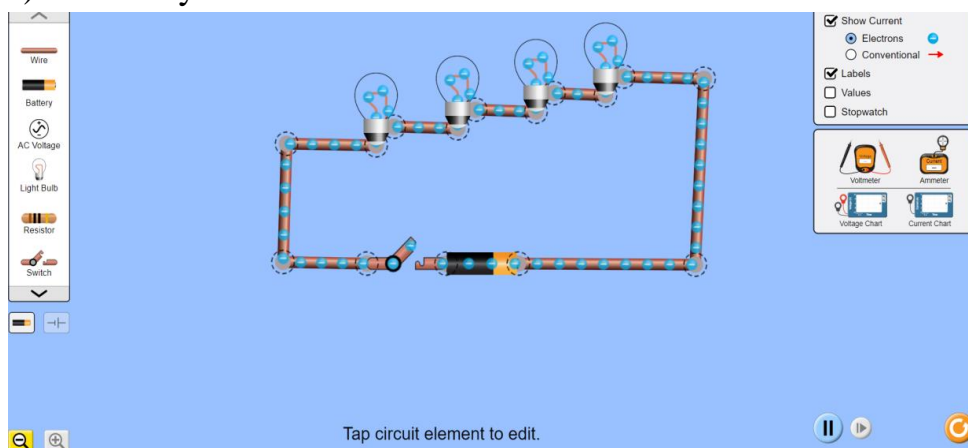 Wire
Battery
AC Voltage
Light Bulb
Resistor
Switch
Show Current
Electrons
Conventional
Labels
Values
Stopwatch
Voltmeter
Ammeter
Voltage Chart
Current Chart
Tap circuit element to edit.